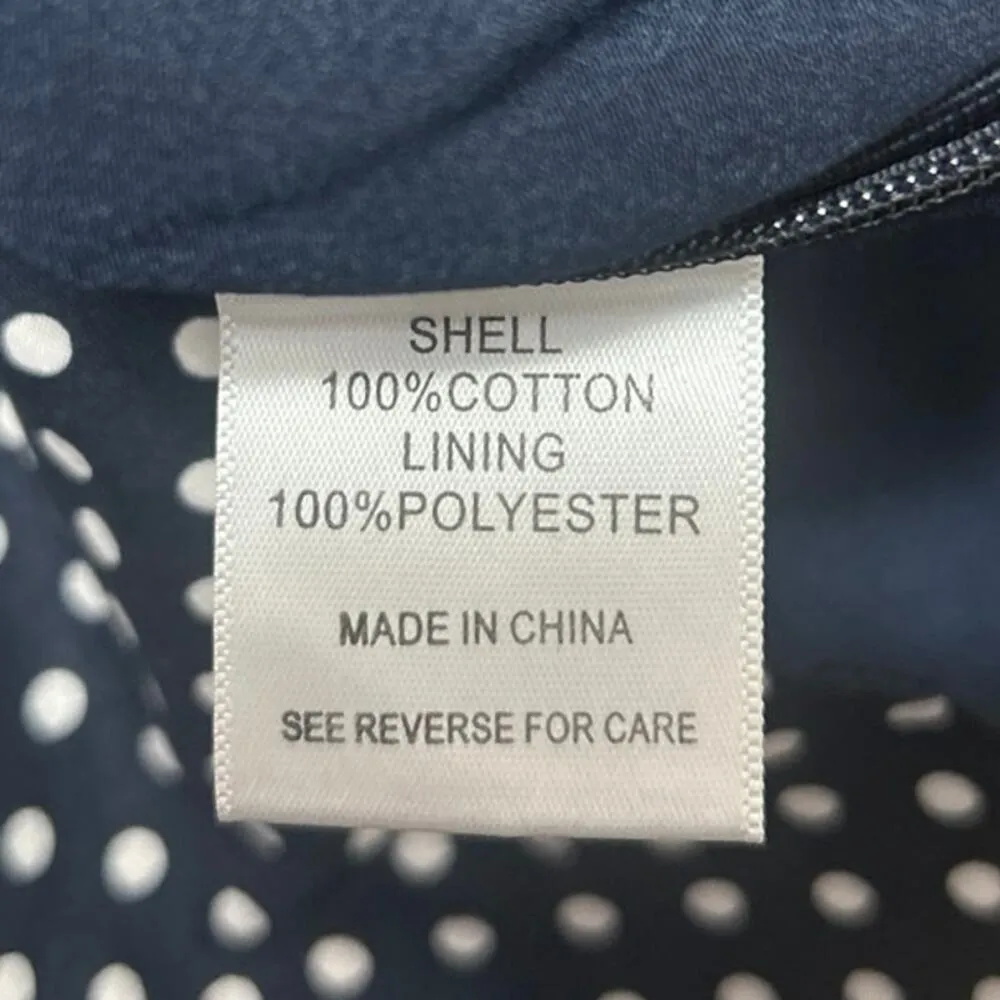 SHELL
100%COTTON
LINING
100%POLYESTER
MADE IN CHINA
SEE REVERSE FOR CARE